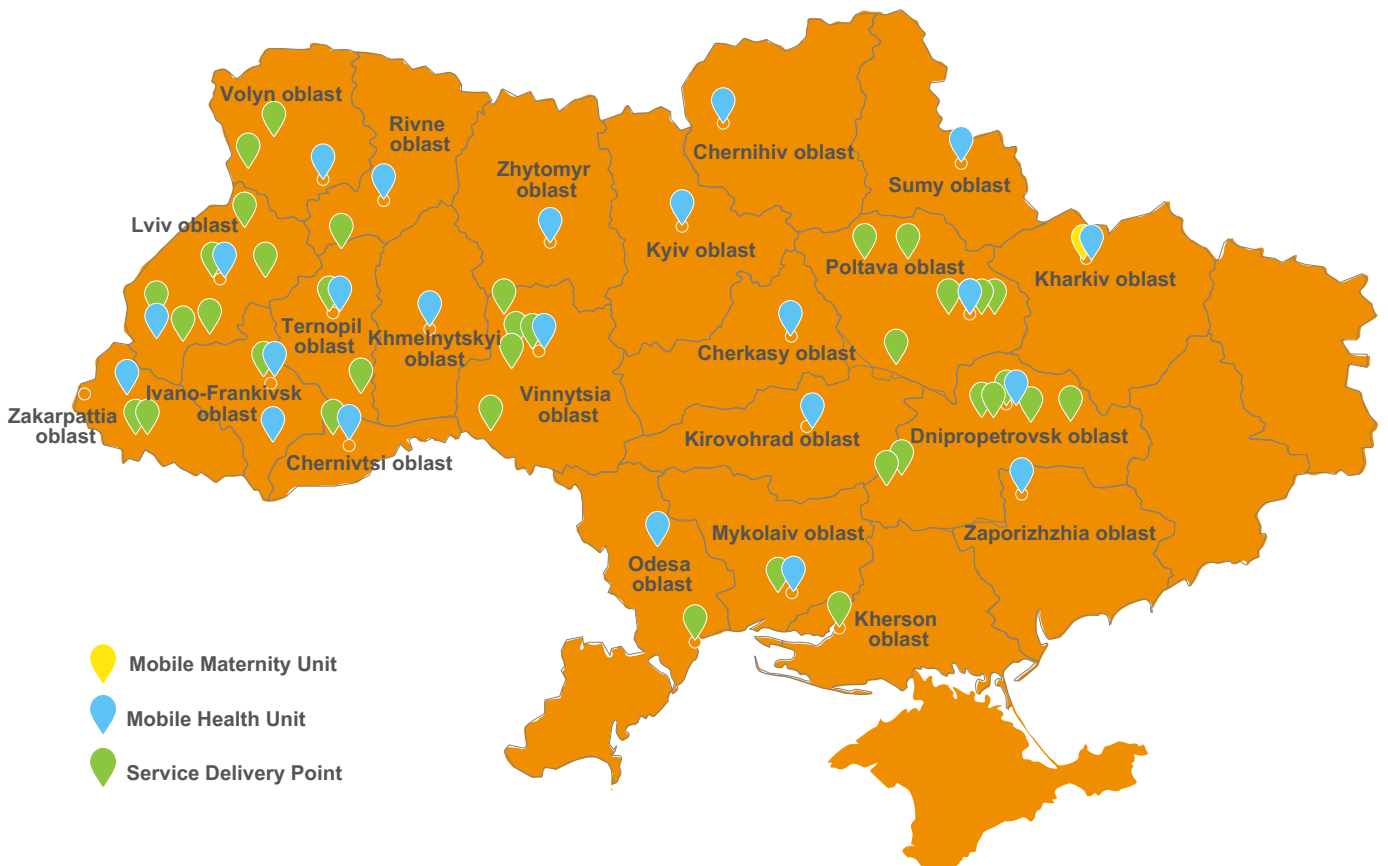 Volyn oblast
Rivne
oblast
Zhytomyr
oblast
Chernihiv oblast
Sumy oblast
Lviv oblast
Kyiv oblast
Poltava oblast
Kharkiv oblast
Ternopil
oblast
Khmelnytskyi
oblast
Cherkasy oblast
Ivano-Frankivsk
oblast
Vinnytsia
oblast
Zakarpattia
oblast
Kirovohrad oblast
Dnipropetrovsk oblast
Chernivtsi oblast
Mykolaiv oblast
Zaporizhzhia oblast
Odesa
oblast
Kherson
oblast
Mobile Maternity Unit
Mobile Health Unit
Service Delivery Point